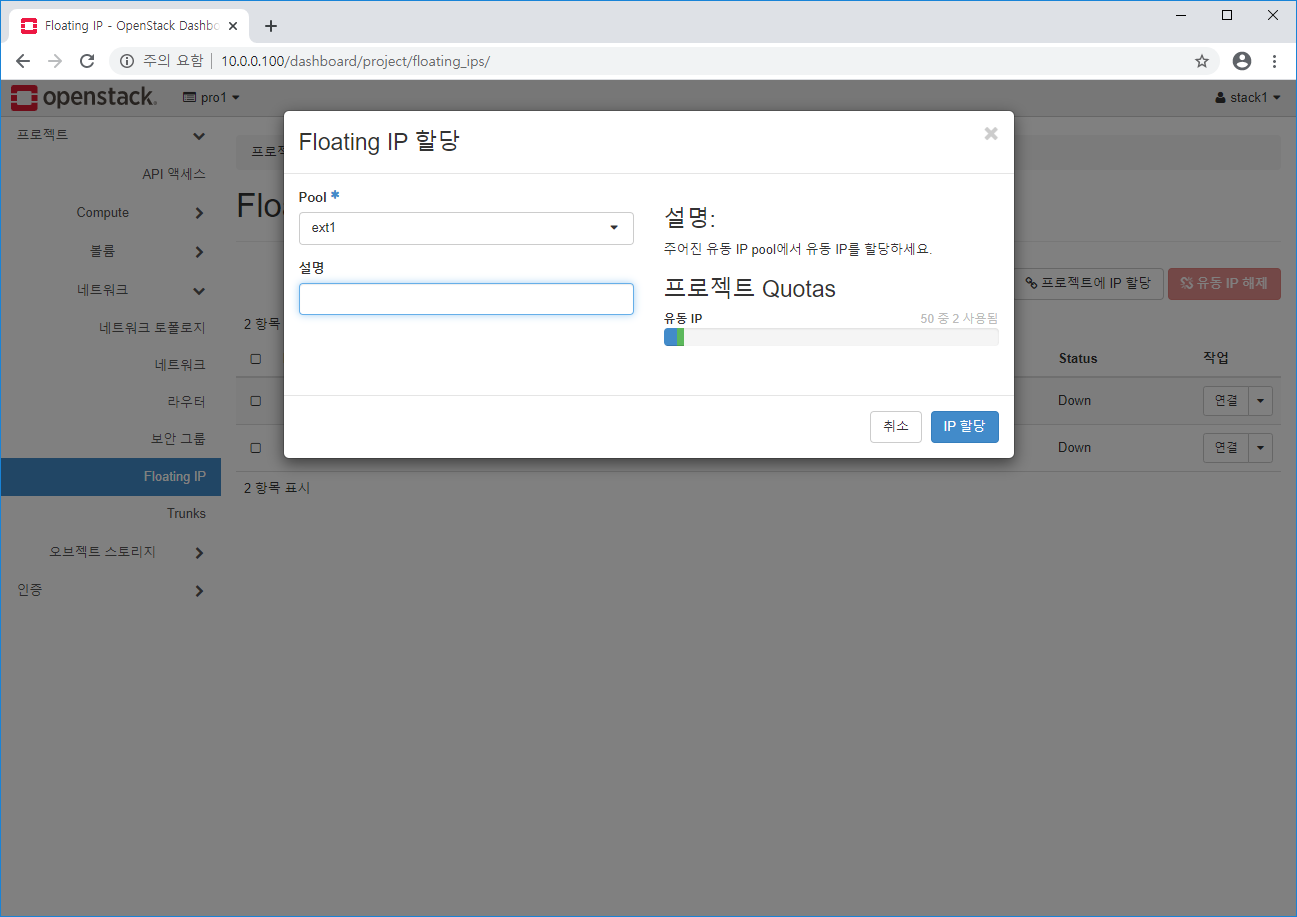 Floating IP - OpenStack Dashbo
주의 요함 10.0.0.100/dashboard/project/floating_ips/
openstack. pro1 stack1
프로젝트
API 액세스
Compute
볼륨
네트워크
네트워크 토폴로지
네트워크
라우터
보안 그룹
Floating IP
Trunks
오브젝트 스토리지
인증
Floating IP 할당
Pool *
ext1
설명
설명:
주어진 유동 IP pool에서 유동 IP를 할당하세요.
프로젝트 Quotas
유동 IP 50 중 2 사용됨
취소 IP 할당
프로젝
Flo
프로젝트에 IP 할당 유동 IP 해제
2 항목
Status 작업
Down 연결
Down 연결
2 항목 표시